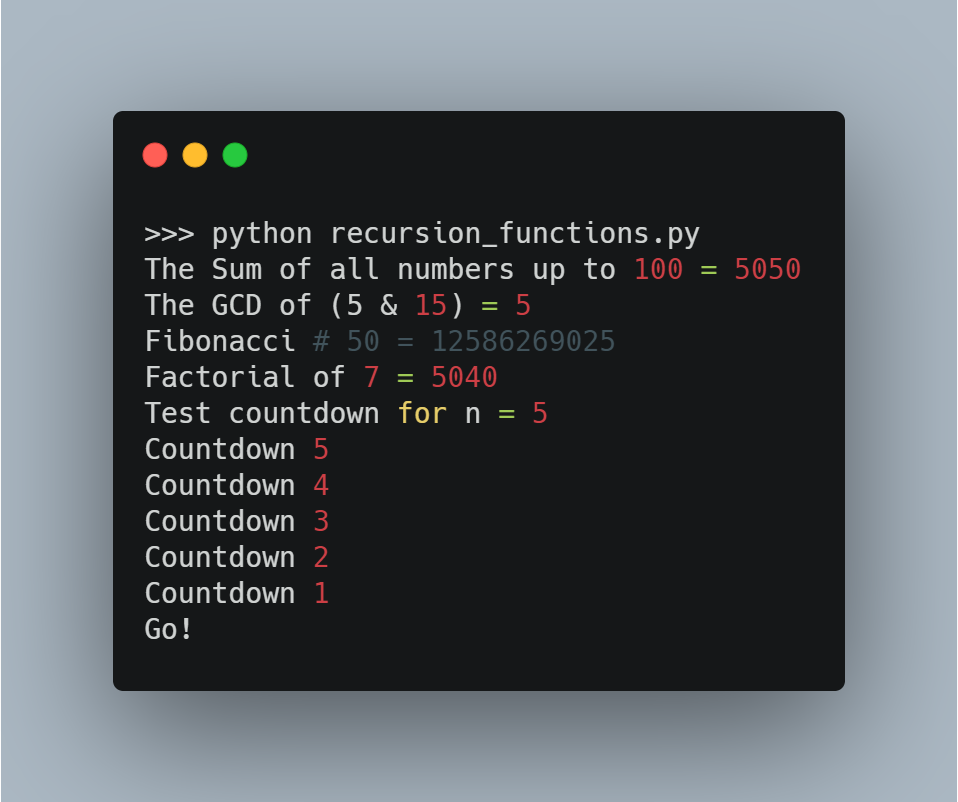 >>> python recursion_functions.py
The Sum of all numbers up to 100 = 5050
The GCD of (5 & 15) = 5
Fibonacci # 50 = 12586269025
Factorial of 7 = 5040
Test countdown for n = 5
Countdown 5
Countdown 4
Countdown 3
Countdown 2
Countdown 1
Go!